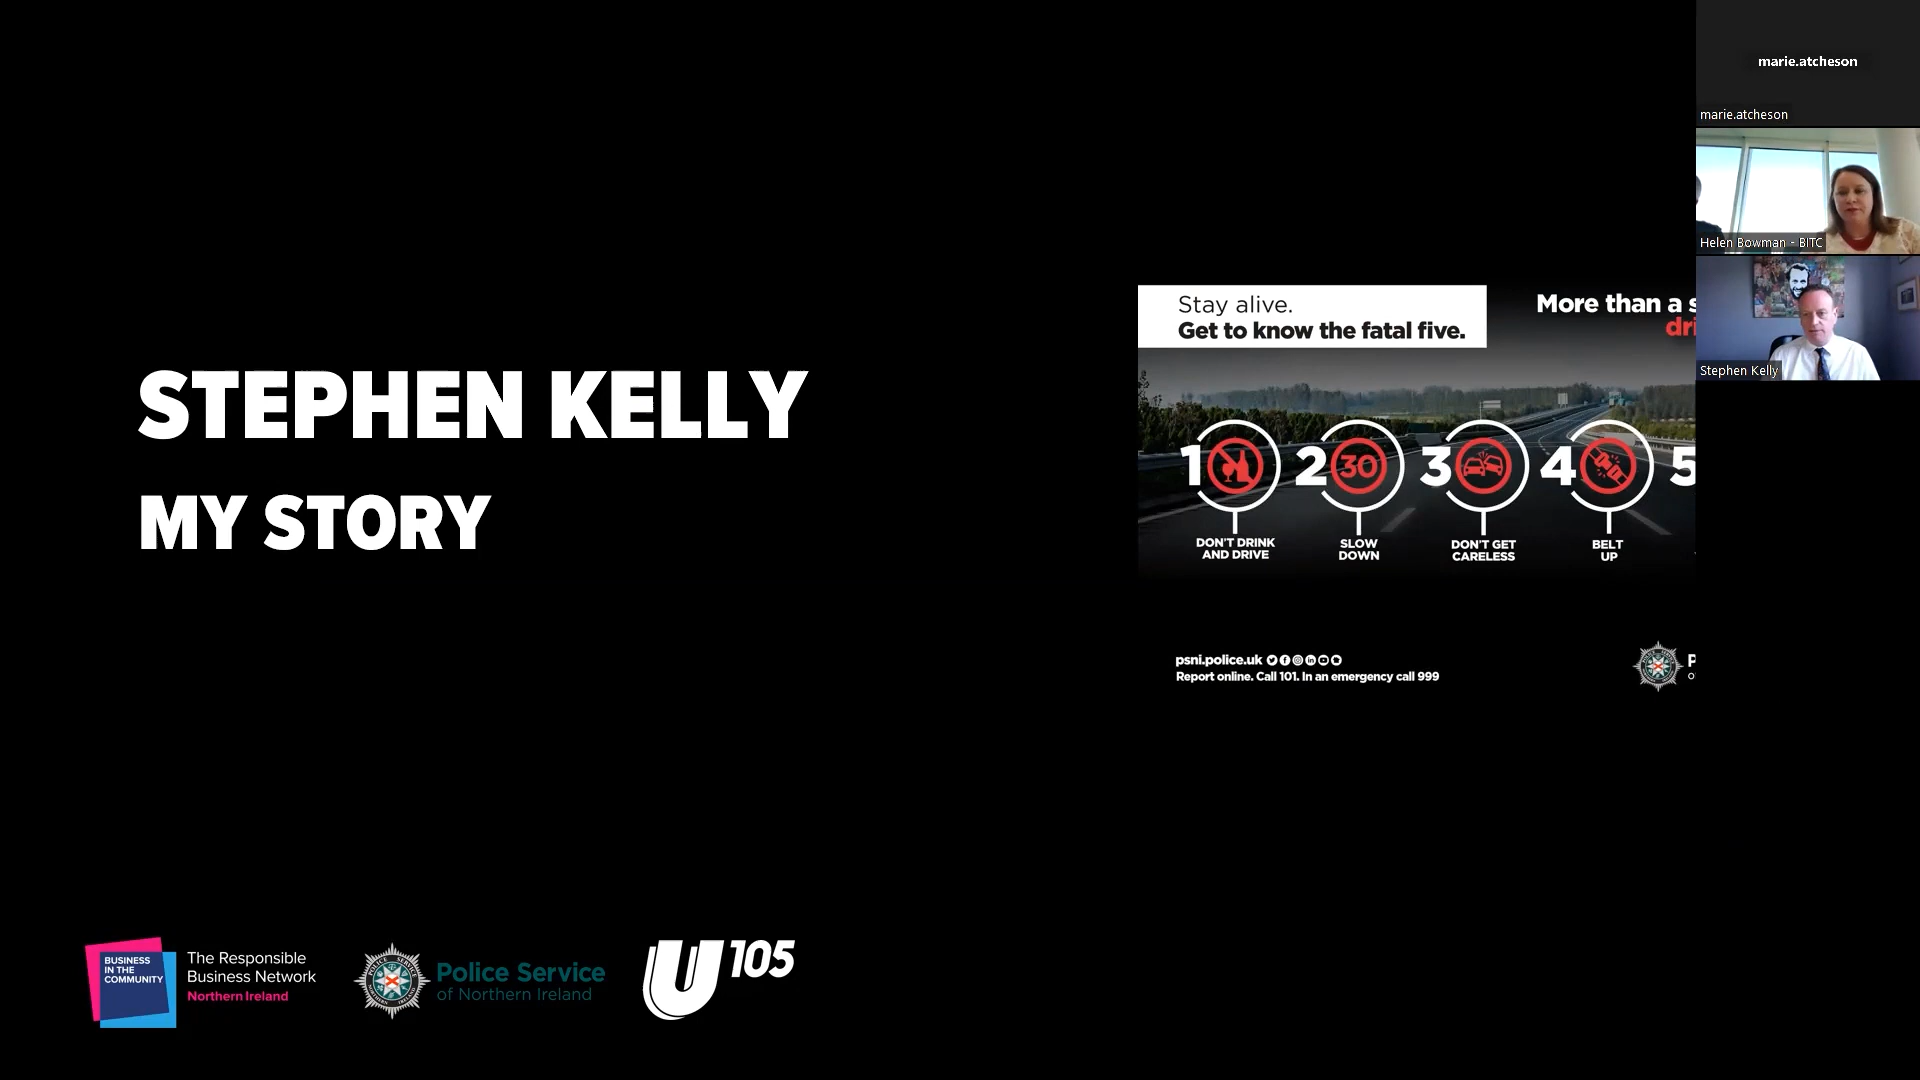 STEPHEN KELLY
MY STORY
Stay alive.
Get to know the fatal five.
More than a
1
30
2
3
4
5
DON'T DRINK
AND DRIVE
SLOW
DOWN
DON'T GET
CARELESS
BELT
UP
psni.police.uk
Report online. Call 101. In an emergency call 999
BUSINESS
IN THE
COMMUNITY
The Responsible
Business Network
Northern Ireland
Police Service
of Northern Ireland
U105
marie.atcheson
marie.atcheson
Helen Bowman - BITC
Stephen Kelly